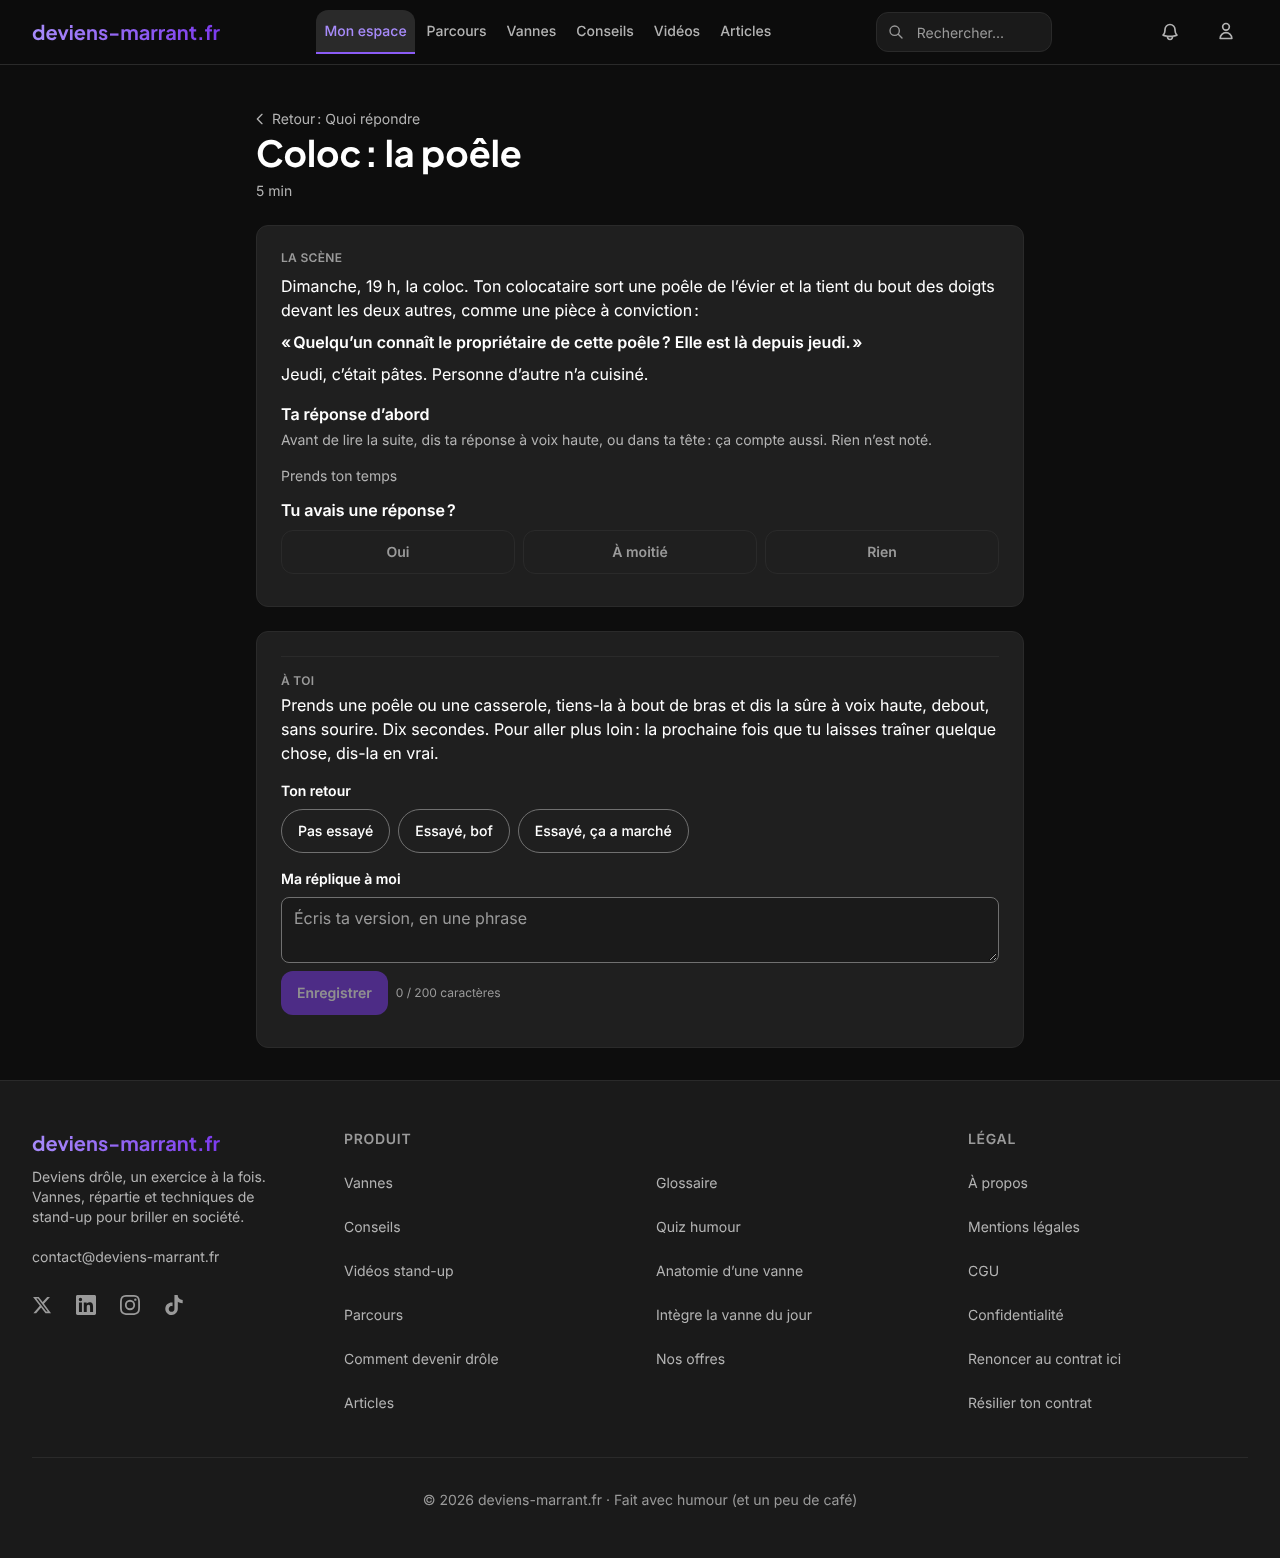 deviens-marrant.fr
Mon espace
Parcours
Vannes
Conseils
Vidéos
Articles
Rechercher...
Retour : Quoi répondre
Coloc : la poêle
5 min
LA SCÈNE
Dimanche, 19 h, la coloc. Ton colocataire sort une poêle de l’évier et la tient du bout des doigts
devant les deux autres, comme une pièce à conviction :
« Quelqu’un connaît le propriétaire de cette poêle ? Elle est là depuis jeudi. »
Jeudi, c’était pâtes. Personne d’autre n’a cuisiné.
Ta réponse d’abord
Avant de lire la suite, dis ta réponse à voix haute, ou dans ta tête : ça compte aussi. Rien n’est noté.
Prends ton temps
Tu avais une réponse ?
Oui
À moitié
Rien
À TOI
Prends une poêle ou une casserole, tiens-la à bout de bras et dis la sûre à voix haute, debout,
sans sourire. Dix secondes. Pour aller plus loin : la prochaine fois que tu laisses traîner quelque
chose, dis-la en vrai.
Ton retour
Pas essayé
Essayé, bof
Essayé, ça a marché
Ma réplique à moi
Écris ta version, en une phrase
Enregistrer
0 / 200 caractères
deviens-marrant.fr
Deviens drôle, un exercice à la fois.
Vannes, répartie et techniques de
stand-up pour briller en société.
contact@deviens-marrant.fr
PRODUIT
Vannes
Conseils
Vidéos stand-up
Parcours
Comment devenir drôle
Articles
Glossaire
Quiz humour
Anatomie d’une vanne
Intègre la vanne du jour
Nos offres
LÉGAL
À propos
Mentions légales
CGU
Confidentialité
Renoncer au contrat ici
Résilier ton contrat
© 2026 deviens-marrant.fr · Fait avec humour (et un peu de café)